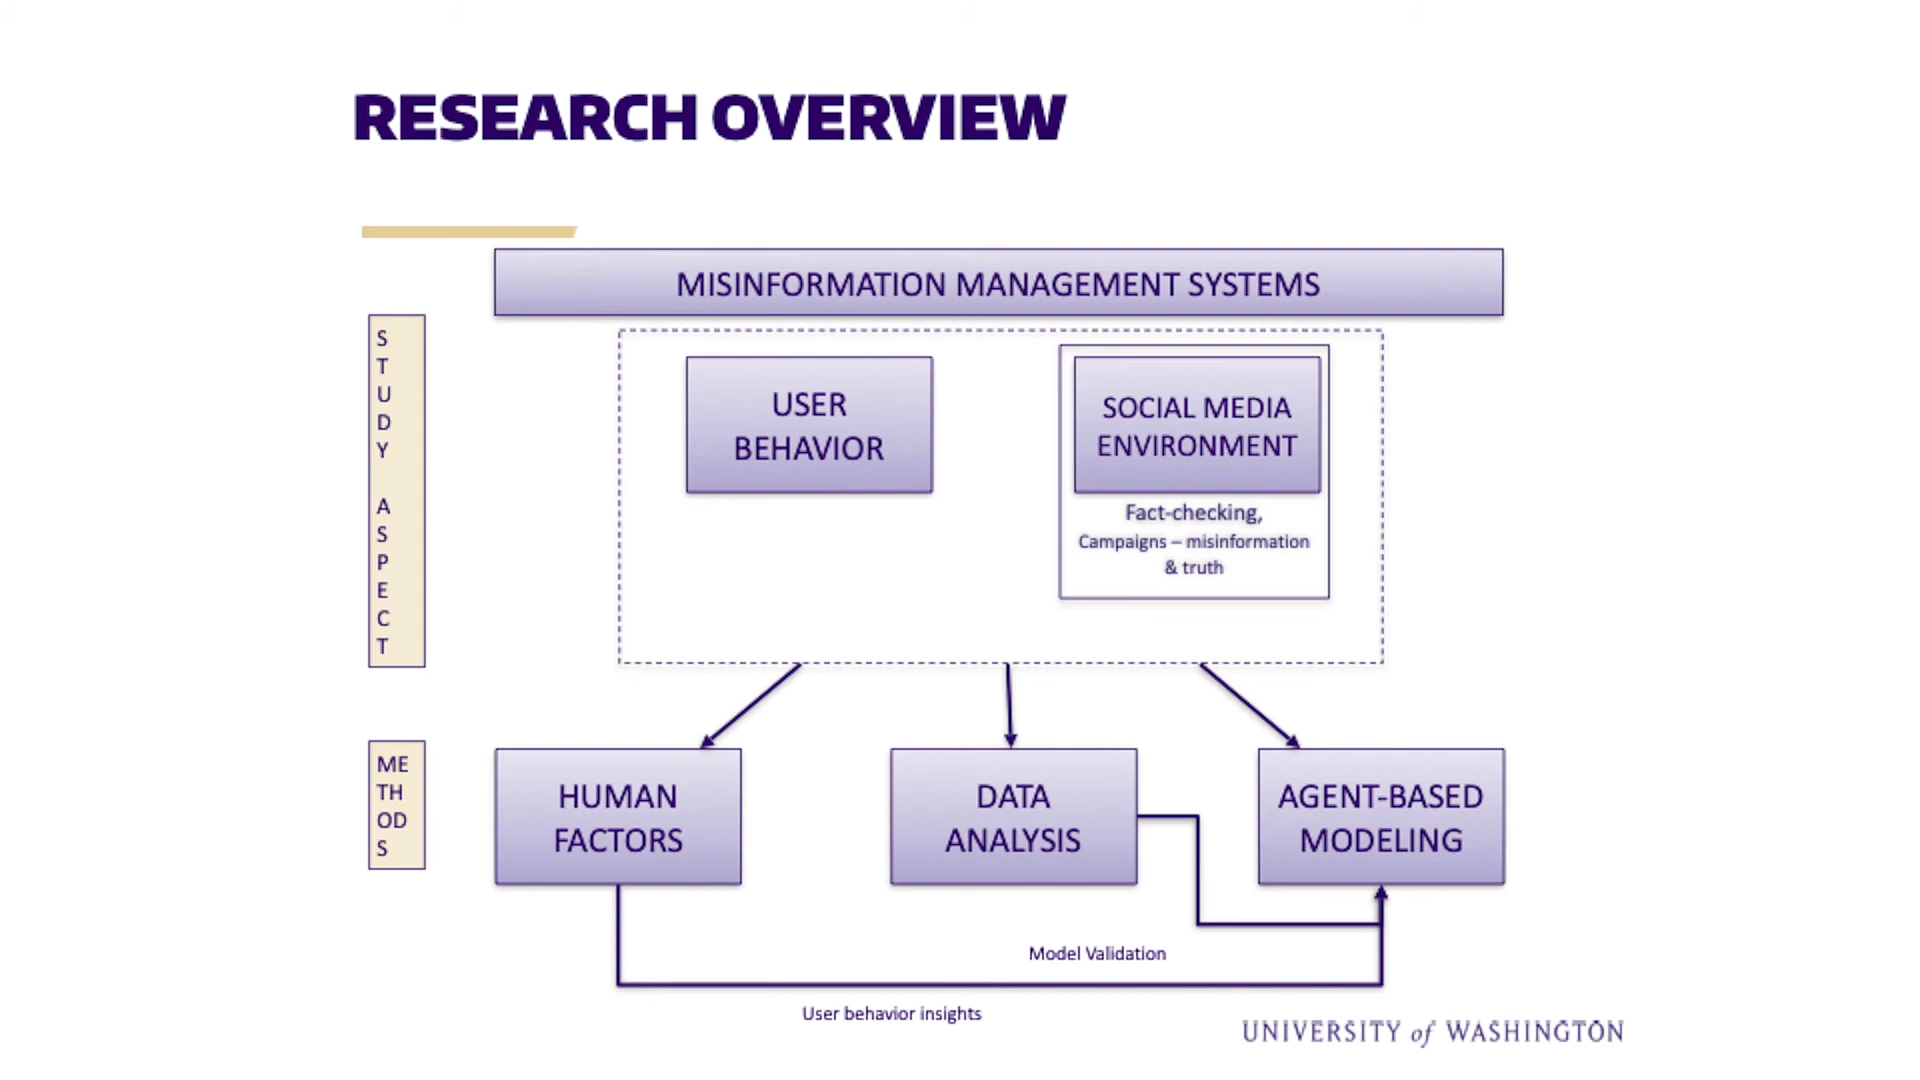 RESEARCH OVERVIEW
MISINFORMATION MANAGEMENT SYSTEMS
S
T
U
D
Y
A
S
P
E
C
T
USER
BEHAVIOR
SOCIAL MEDIA
ENVIRONMENT
Fact-checking,
Campaigns – misinformation
& truth
ME
TH
OD
S
HUMAN
FACTORS
DATA
ANALYSIS
AGENT-BASED
MODELING
Model Validation
User behavior insights
UNIVERSITY of WASHINGTON